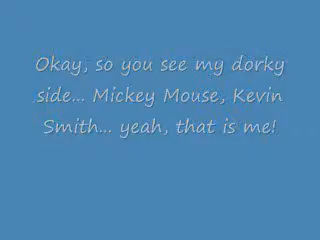 Okay, so you see my dorky
side... Mickey Mouse, Kevin
Smith... yeah, that is me!